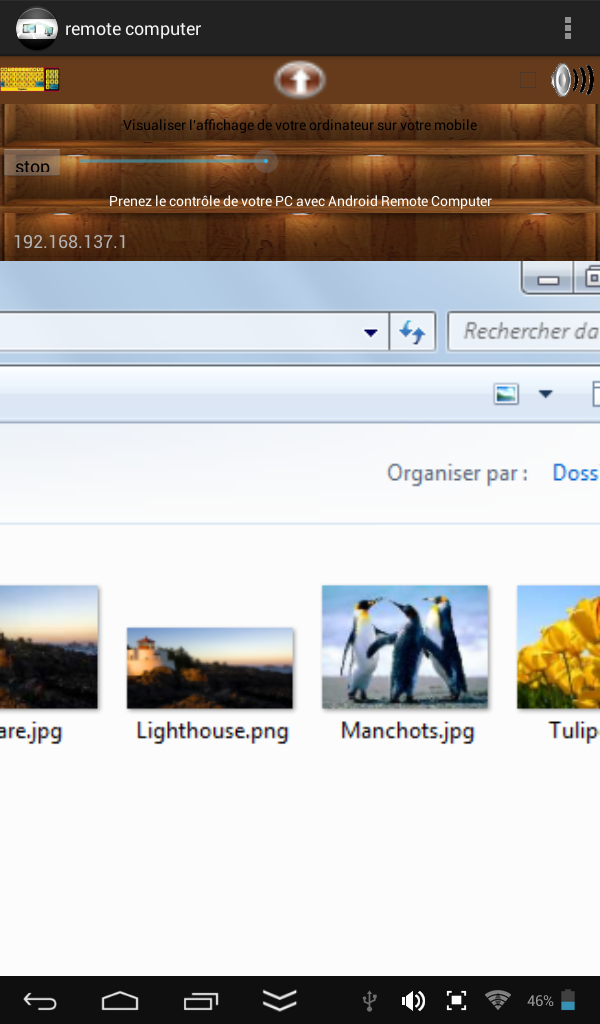 remote computer
Visualiser l'affichage de votre ordinateur sur votre mobile
stop
Prenez le contrôle de votre PC avec Android Remote Computer
192.168.137.1
Rechercher da
Organiser par : Doss
are.jpg Lighthouse.png Manchots.jpg Tulip
46%